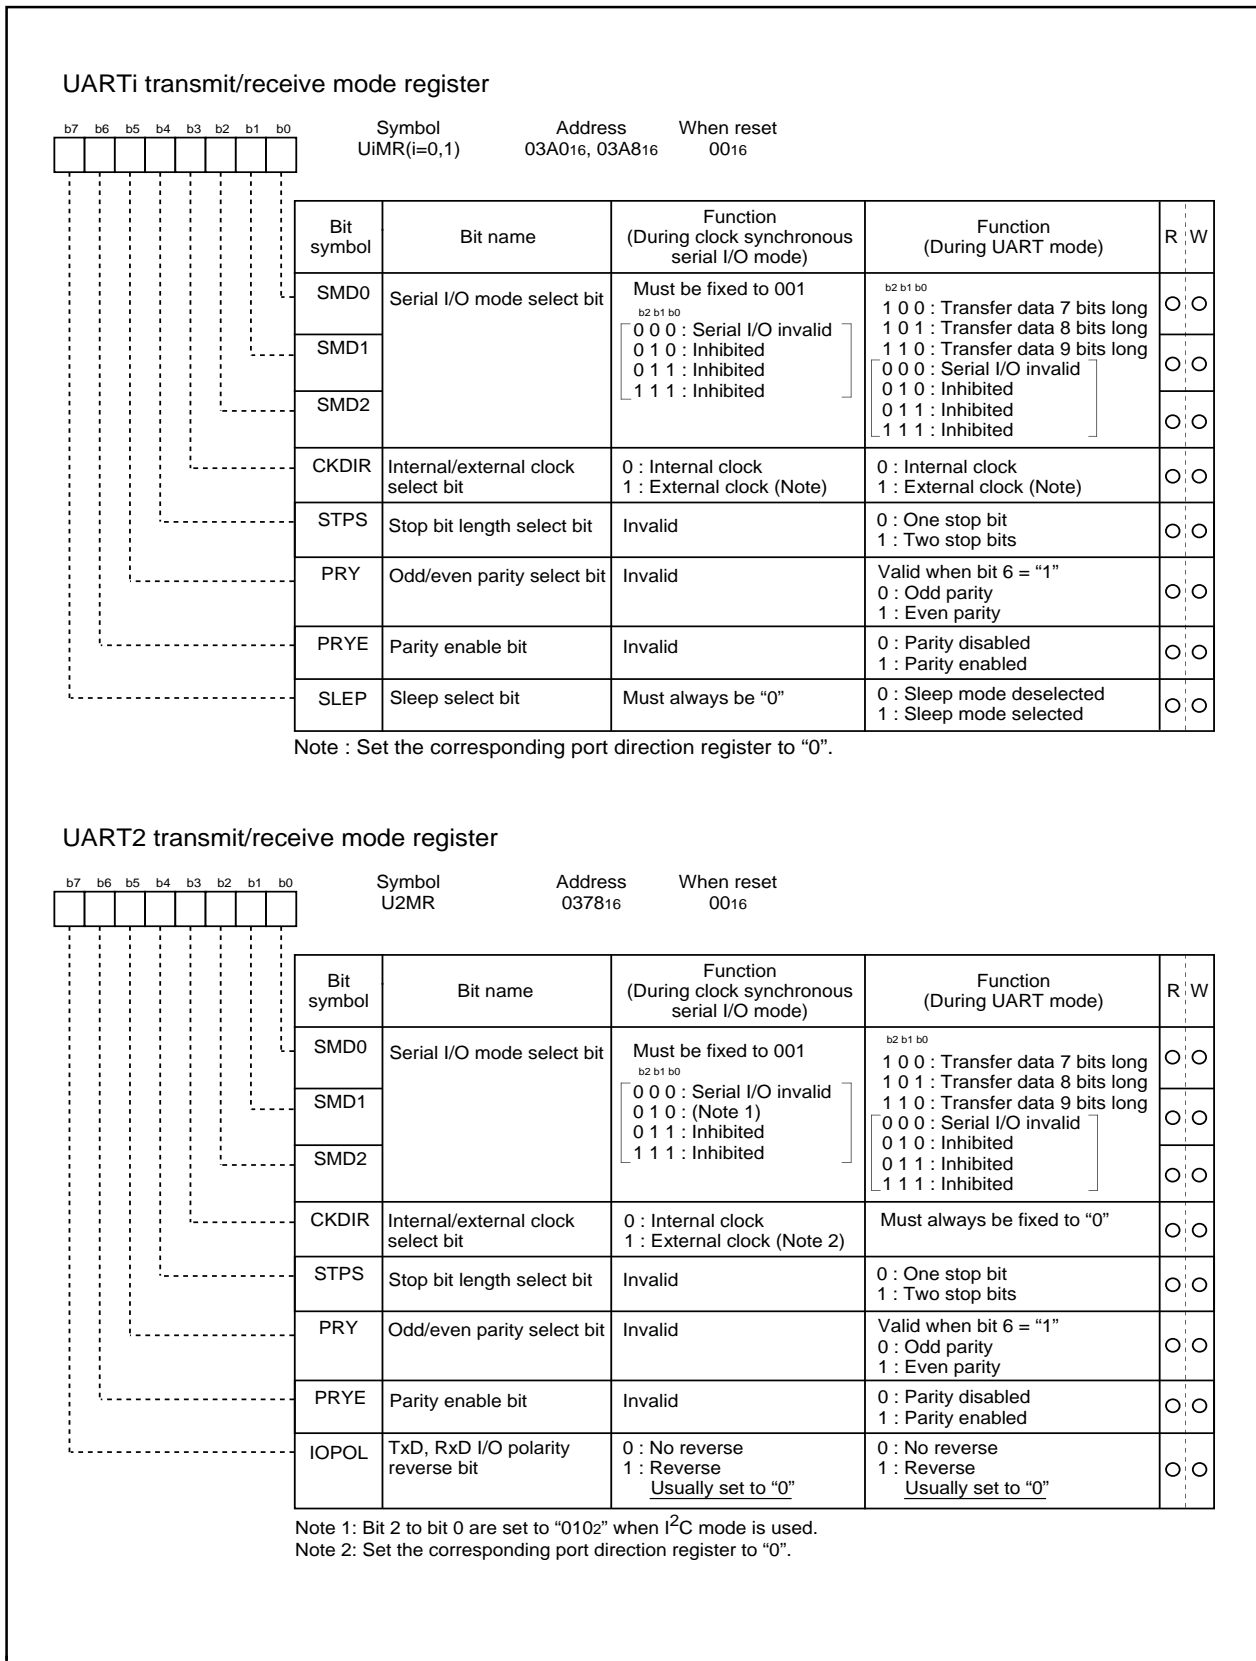 UARTi transmit/receive mode register
b7 b6 b5 b4 b3 b2 b1 b0
Symbol Address When reset
UiMR(i=0,1) 03A016, 03A816 0016
Bit symbol Bit name Function (During clock synchronous serial I/O mode) Function (During UART mode) R W
SMD0 Serial I/O mode select bit
SMD1
SMD2
Must be fixed to 001
b2 b1 b0
0 0 0 : Serial I/O invalid
0 1 0 : Inhibited
0 1 1 : Inhibited
1 1 1 : Inhibited
b2 b1 b0
1 0 0 : Transfer data 7 bits long
1 0 1 : Transfer data 8 bits long
1 1 0 : Transfer data 9 bits long
0 0 0 : Serial I/O invalid
0 1 0 : Inhibited
0 1 1 : Inhibited
1 1 1 : Inhibited
CKDIR Internal/external clock select bit
0 : Internal clock
1 : External clock (Note)
0 : Internal clock
1 : External clock (Note)
STPS Stop bit length select bit Invalid
0 : One stop bit
1 : Two stop bits
PRY Odd/even parity select bit Invalid
Valid when bit 6 = “1”
0 : Odd parity
1 : Even parity
PRYE Parity enable bit Invalid
0 : Parity disabled
1 : Parity enabled
SLEP Sleep select bit Must always be “0”
0 : Sleep mode deselected
1 : Sleep mode selected
Note : Set the corresponding port direction register to “0”.
UART2 transmit/receive mode register
b7 b6 b5 b4 b3 b2 b1 b0
Symbol Address When reset
U2MR 037816 0016
Bit symbol Bit name Function (During clock synchronous serial I/O mode) Function (During UART mode) R W
SMD0 Serial I/O mode select bit
SMD1
SMD2
Must be fixed to 001
b2 b1 b0
0 0 0 : Serial I/O invalid
0 1 0 : (Note 1)
0 1 1 : Inhibited
1 1 1 : Inhibited
b2 b1 b0
1 0 0 : Transfer data 7 bits long
1 0 1 : Transfer data 8 bits long
1 1 0 : Transfer data 9 bits long
0 0 0 : Serial I/O invalid
0 1 0 : Inhibited
0 1 1 : Inhibited
1 1 1 : Inhibited
CKDIR Internal/external clock select bit
0 : Internal clock
1 : External clock (Note 2)
Must always be fixed to “0”
STPS Stop bit length select bit Invalid
0 : One stop bit
1 : Two stop bits
PRY Odd/even parity select bit Invalid
Valid when bit 6 = “1”
0 : Odd parity
1 : Even parity
PRYE Parity enable bit Invalid
0 : Parity disabled
1 : Parity enabled
IOPOL TxD, RxD I/O polarity reverse bit
0 : No reverse
1 : Reverse
Usually set to “0”
0 : No reverse
1 : Reverse
Usually set to “0”
Note 1: Bit 2 to bit 0 are set to “0102” when I2C mode is used.
Note 2: Set the corresponding port direction register to “0”.